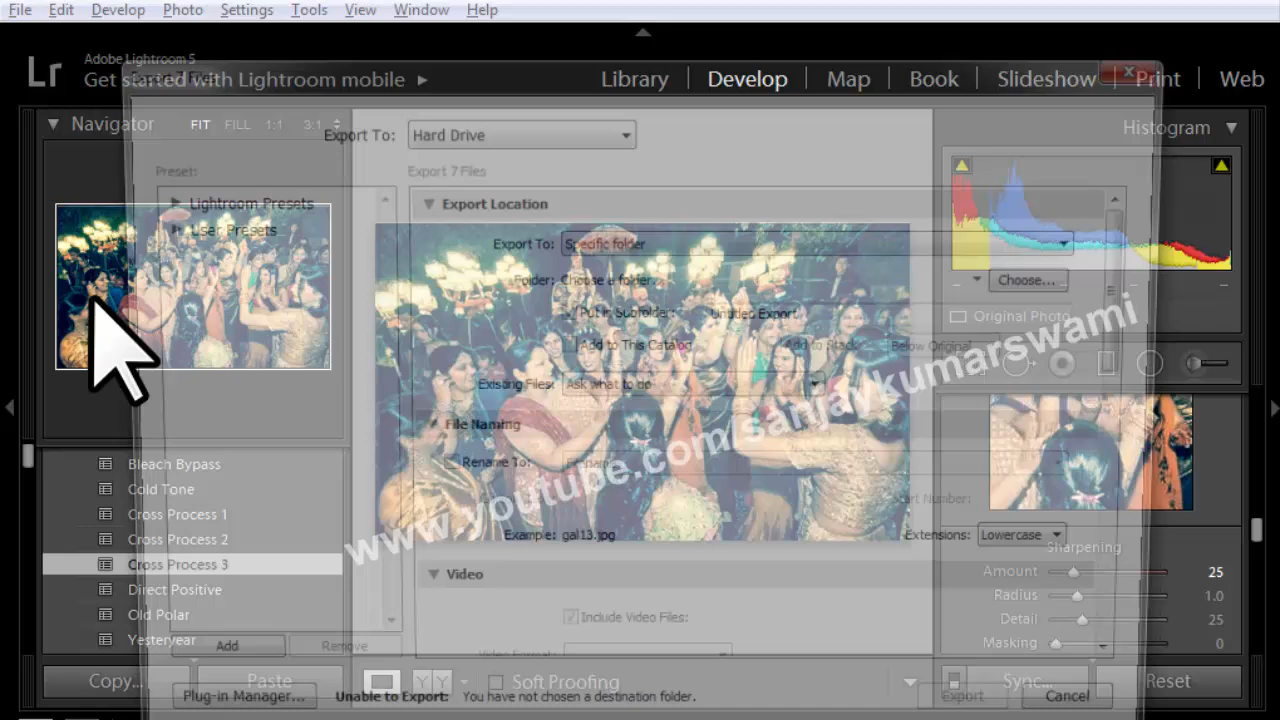 File Edit Develop Photo Settings Tools View Window Help
Lr Adobe Lightroom 5
Get started with Lightroom mobile
Library | Develop | Map | Book | Slideshow | Print | Web
Export 7 Files
Navigator FIT FILL 1:1 3:1
Histogram
Export To: Hard Drive
Preset:
Export 7 Files
Lightroom Presets
User Presets
Export Location
Export To: Specific folder
Folder: Choose a folder...
Choose...
Put in Subfolder: Untitled Export
Original Photo
Add to This Catalog Add to Stack: Below Original
Existing Files: Ask what to do
File Naming
Rename To: Filename
Start Number:
Example: gal13.jpg
Extensions: Lowercase
www.youtube.com/sanjaykumarswami
Bleach Bypass
Cold Tone
Cross Process 1
Cross Process 2
Cross Process 3
Direct Positive
Old Polar
Yesteryear
Sharpening
Amount 25
Radius 1.0
Detail 25
Masking 0
Video
Include Video Files:
Video Format:
Add Remove
Copy... Paste
Y Y Soft Proofing
Sync... Reset
Plug-in Manager...
Unable to Export: You have not chosen a destination folder.
Export Cancel